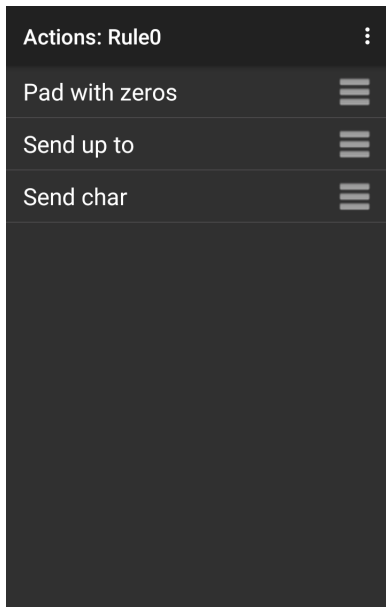 Actions: Rule0
Pad with zeros
Send up to
Send char